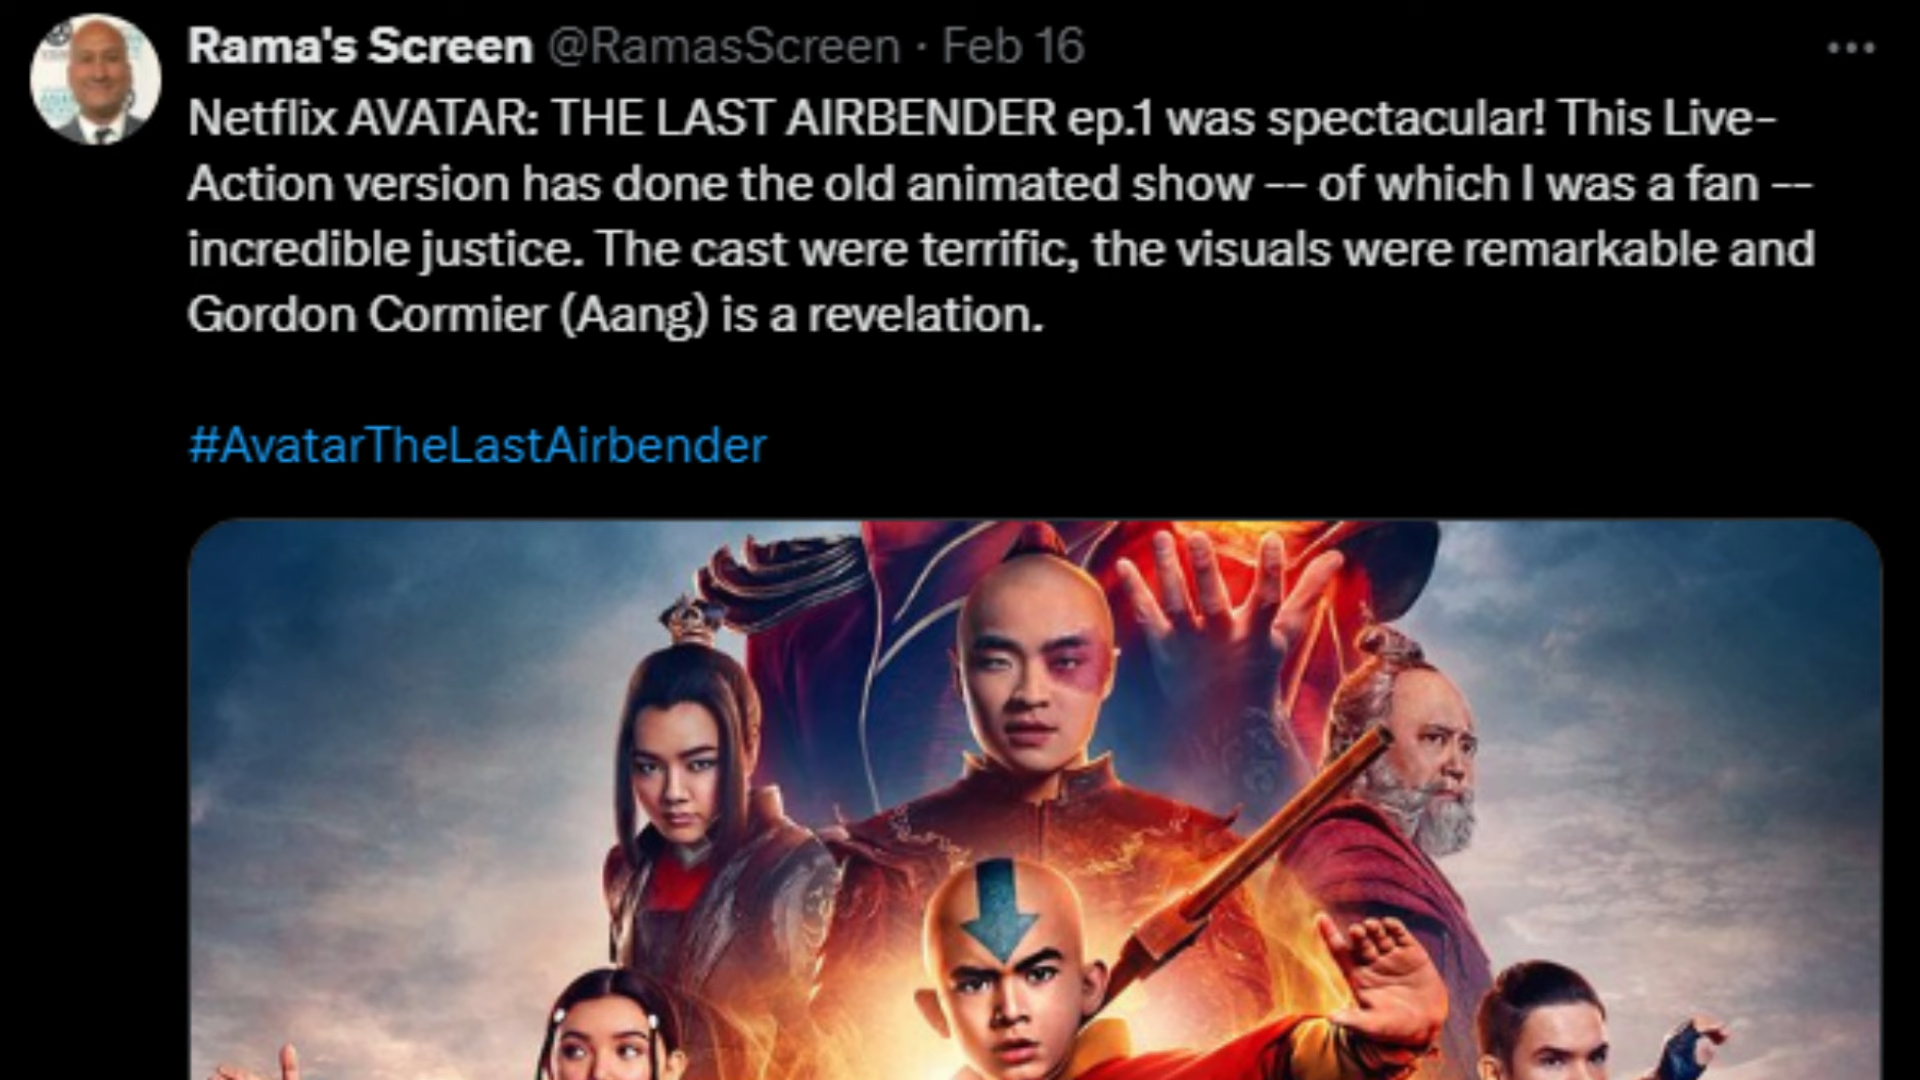 Rama's Screen @RamasScreen · Feb 16
Netflix AVATAR: THE LAST AIRBENDER ep.1 was spectacular! This Live-
Action version has done the old animated show -- of which I was a fan --
incredible justice. The cast were terrific, the visuals were remarkable and
Gordon Cormier (Aang) is a revelation.
#AvatarTheLastAirbender